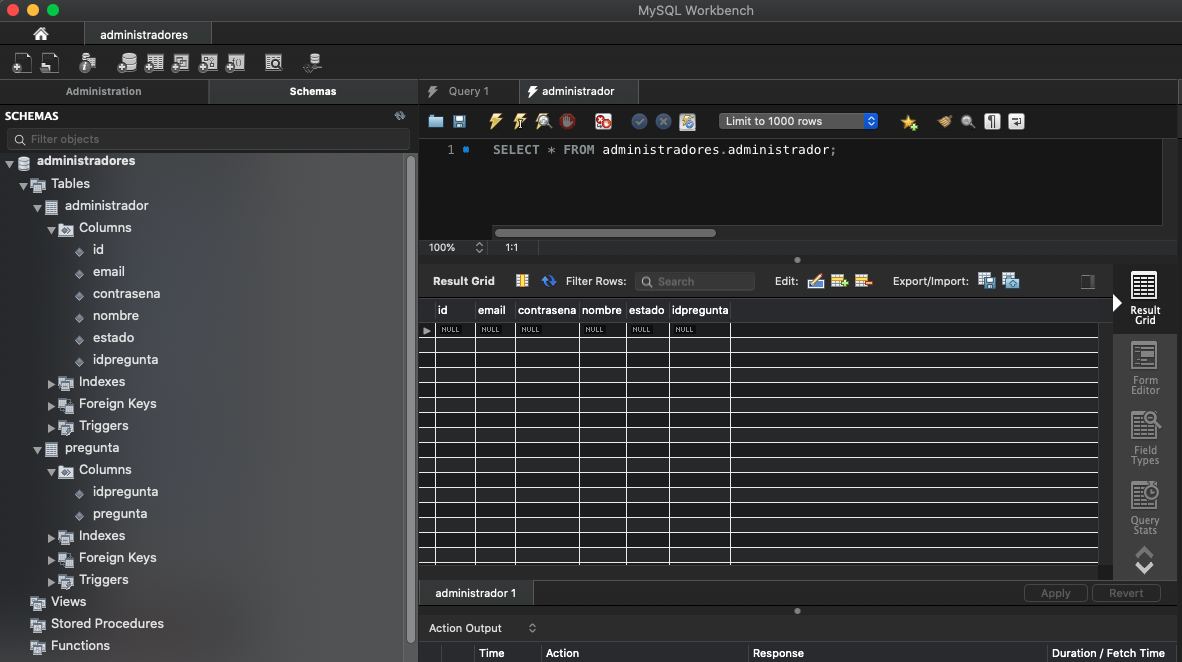 MySQL Workbench
administradores
Administration
Schemas
SCHEMAS
Filter objects
administradores
Tables
administrador
Columns
id
email
contrasena
nombre
estado
idpregunta
Indexes
Foreign Keys
Triggers
pregunta
Columns
idpregunta
pregunta
Indexes
Foreign Keys
Triggers
Views
Stored Procedures
Functions
Query 1
administrador
Limit to 1000 rows
1 SELECT * FROM administradores.administrador;
100% 1:1
Result Grid Filter Rows: Search Edit: Export/Import:
id email contrasena nombre estado idpregunta
NULL NULL NULL NULL NULL NULL
Result
Grid
Form
Editor
Field
Types
Query
Stats
administrador 1
Apply Revert
Action Output
Time Action Response Duration / Fetch Time